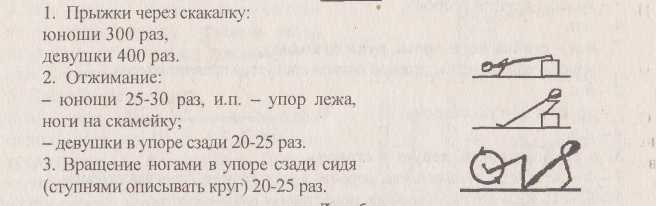 1. Прыжки через скакалку:
юноши 300 раз,
девушки 400 раз.
2. Отжимание:
– юноши 25-30 раз, и.п. – упор лежа,
ноги на скамейку;
– девушки в упоре сзади 20-25 раз.
3. Вращение ногами в упоре сзади сидя
(ступнями описывать круг) 20-25 раз.